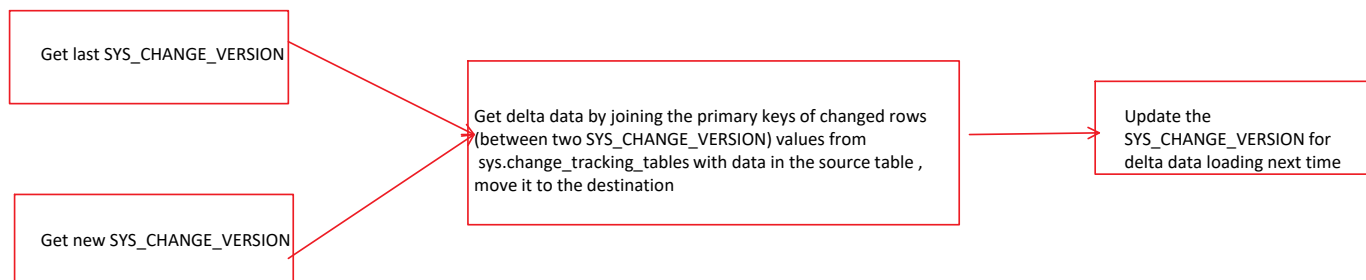 Get last SYS_CHANGE_VERSION
Get new SYS_CHANGE_VERSION
Get delta data by joining the primary keys of changed rows
(between two SYS_CHANGE_VERSION) values from
sys.change_tracking_tables with data in the source table ,
move it to the destination
Update the
SYS_CHANGE_VERSION for
delta data loading next time